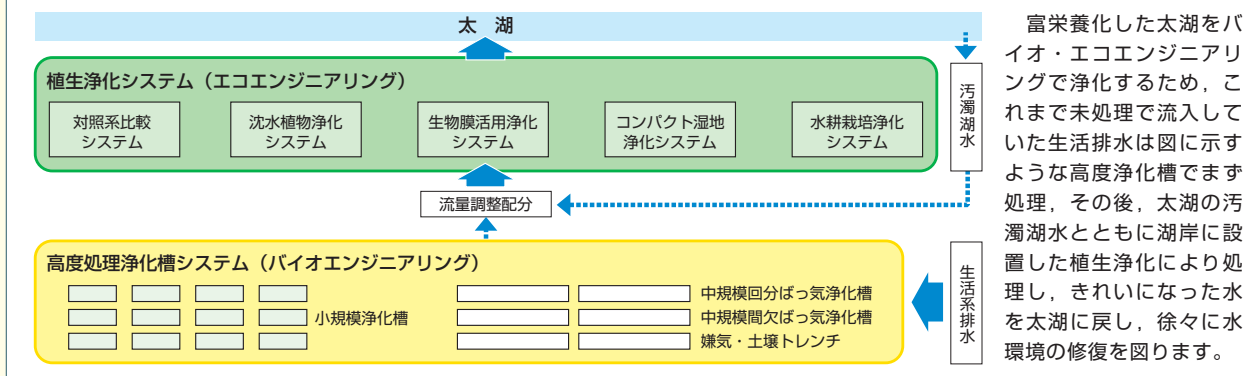 太 湖
植生浄化システム（エコエンジニアリング）
対照系比較
システム
沈水植物浄化
システム
生物膜活用浄化
システム
コンパクト湿地
浄化システム
水耕栽培浄化
システム
汚濁湖水
流量調整配分
高度処理浄化槽システム（バイオエンジニアリング）
小規模浄化槽
中規模回分ばっ気浄化槽
中規模間欠ばっ気浄化槽
嫌気・土壌トレンチ
生活系排水
富栄養化した太湖をバ
イオ・エコエンジニアリ
ングで浄化するため，こ
れまで未処理で流入して
いた生活排水は図に示す
ような高度浄化槽でまず
処理，その後，太湖の汚
濁湖水とともに湖岸に設
置した植生浄化により処
理し，きれいになった水
を太湖に戻し，徐々に水
環境の修復を図ります。